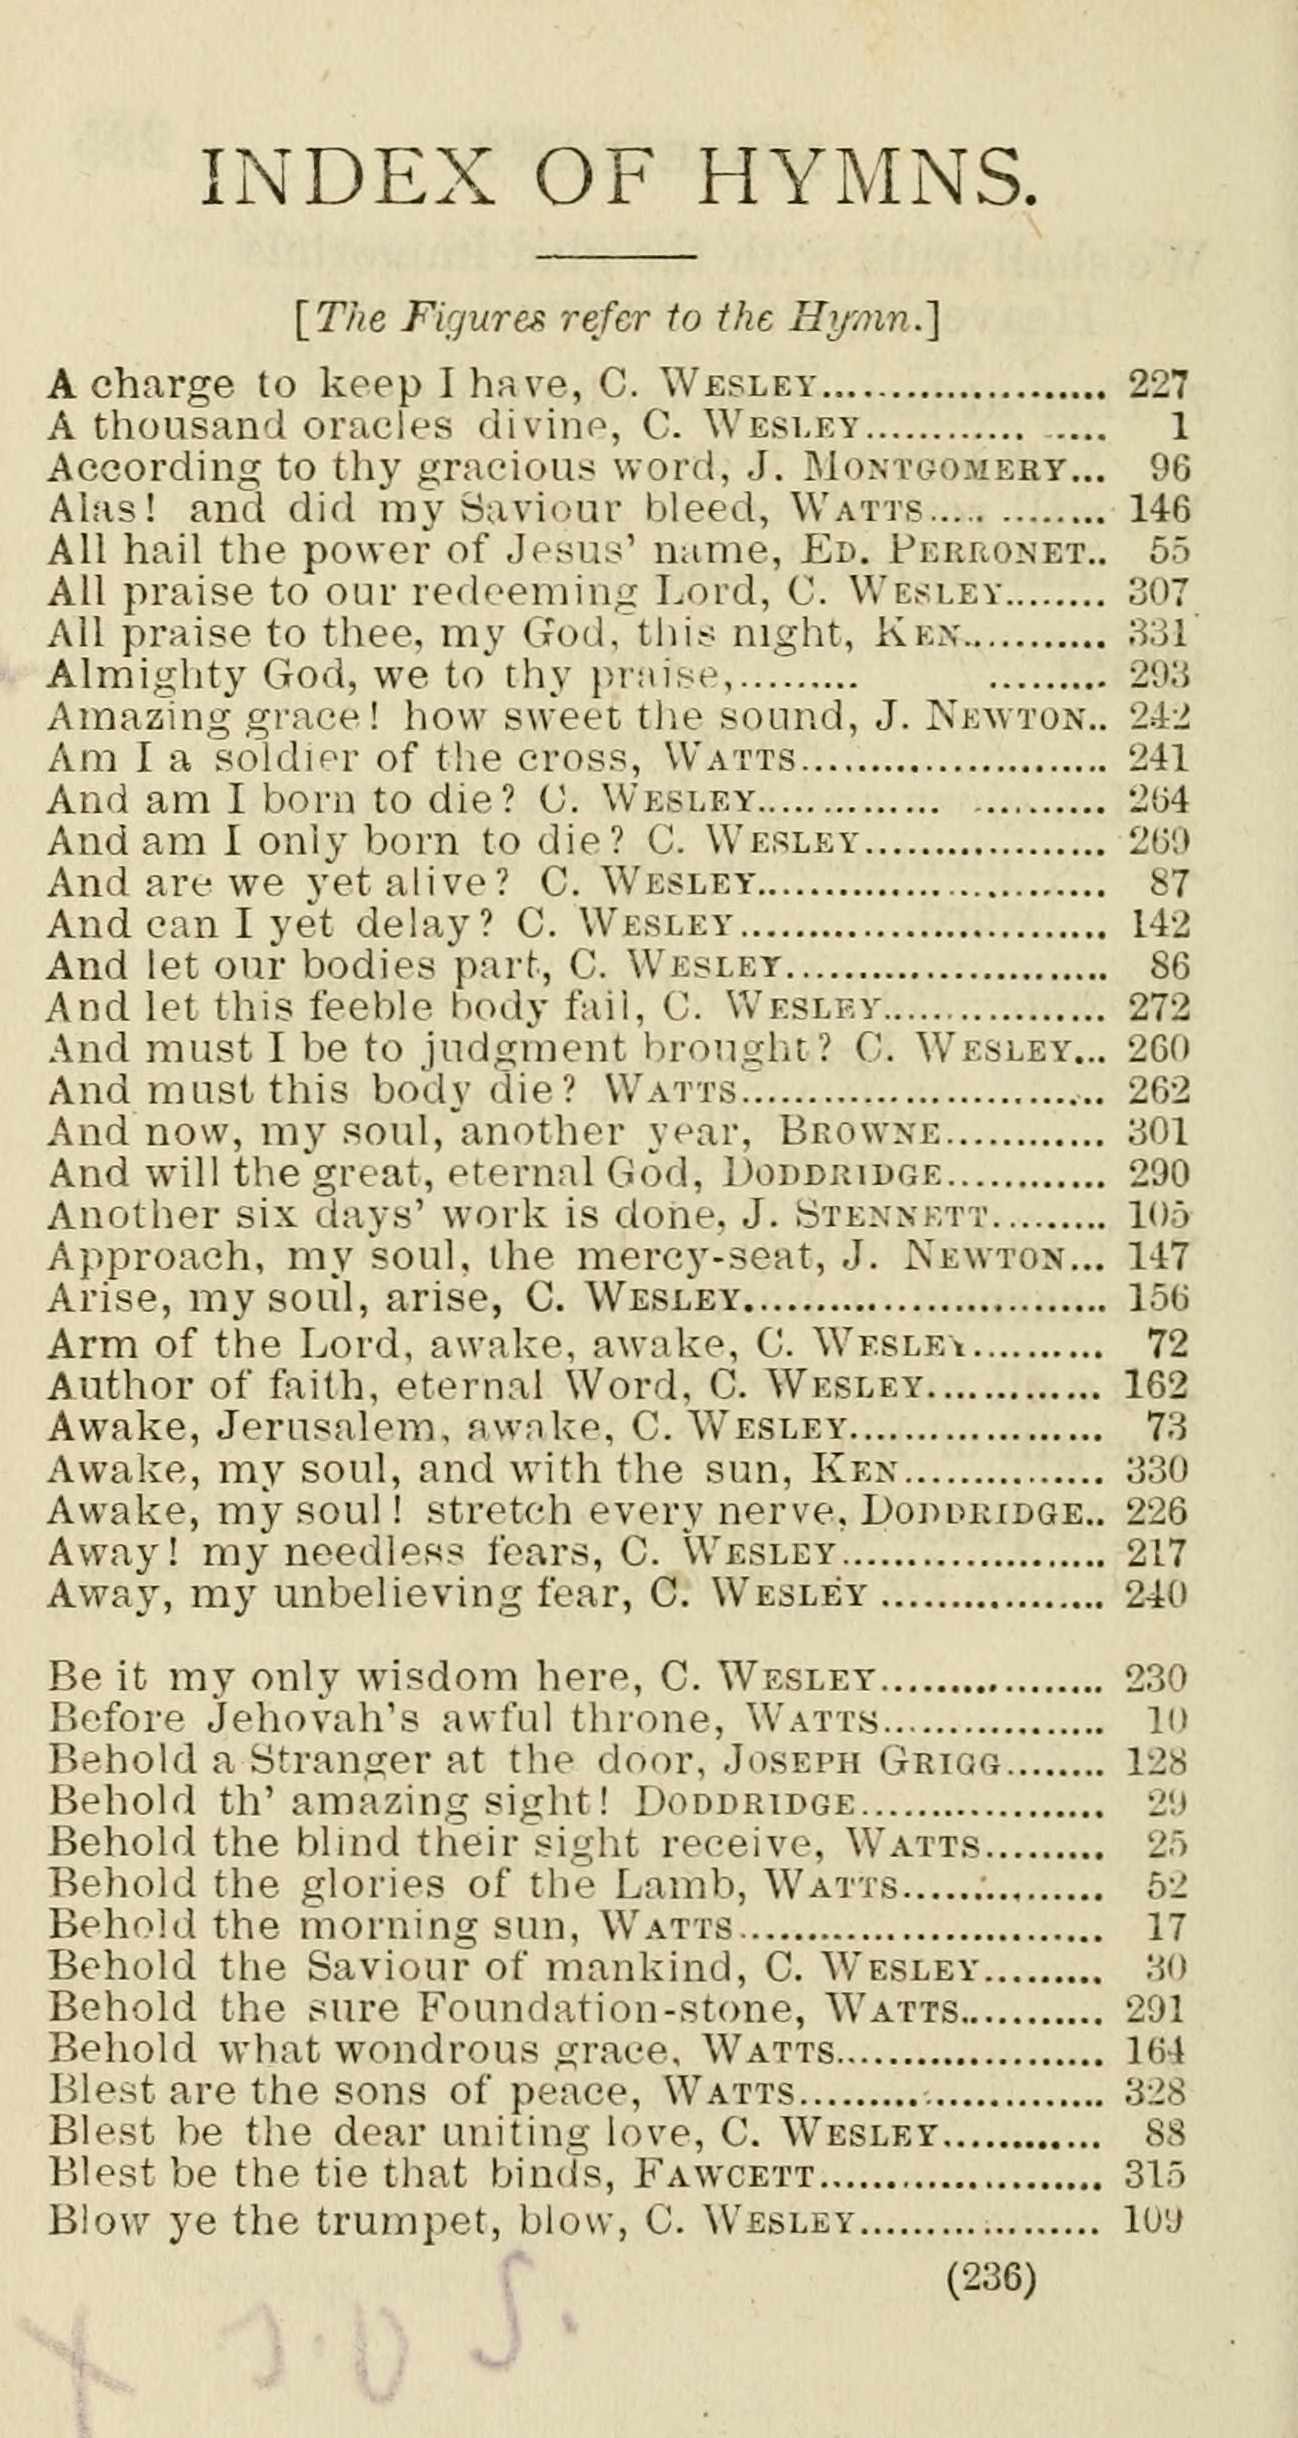 INDEX OF HYMNS.
[The Figures refer to the Hymn.]
A charge to keep I have, C. WESLEY........................ 227
A thousand oracles divine, C. WESLEY............. ..... 1
According to thy gracious word, J. MONTGOMERY... 96
Alas! and did my Saviour bleed, WATTS..... ......... 146
All hail the power of Jesus' name, ED. PERRONET.. 55
All praise to our redeeming Lord, C. WESLEY........ 307
All praise to thee, my God, this night, KEN............ 331
Almighty God, we to thy praise,......... ......... 293
Amazing grace! how sweet the sound, J. NEWTON.. 242
Am I a soldier of the cross, WATTS.......................... 241
And am I born to die? C. WESLEY............... ........... 264
And am I only born to die? C. WESLEY.................... 269
And are we yet alive? C. WESLEY............................. 87
And can I yet delay? C. WESLEY.............................. 142
And let our bodies part, C. WESLEY........................... 86
And let this feeble body fail, C. WESLEY................... 272
And must I be to judgment brought? C. WESLEY... 260
And must this body die? WATTS.............................. 262
And now, my soul, another year, BROWNE............. 301
And will the great, eternal God, DODDRIDGE............. 290
Another six days' work is done, J. STENNETT......... 105
Approach, my soul, the mercy-seat, J. NEWTON... 147
Arise, my soul, arise, C. WESLEY.............................. 156
Arm of the Lord, awake, awake, C. WESLEY.......... 72
Author of faith, eternal Word, C. WESLEY.............. 162
Awake, Jerusalem, awake, C. WESLEY.................... 73
Awake, my soul, and with the sun, KEN................ 330
Awake, my soul! stretch every nerve, DODDRIDGE.. 226
Away! my needless fears, C. WESLEY...................... 217
Away, my unbelieving fear, C. WESLEY .................. 240
Be it my only wisdom here, C. WESLEY.................. 230
Before Jehovah's awful throne, WATTS.................. 10
Behold a Stranger at the door, JOSEPH GRIGG........ 128
Behold th' amazing sight! DODDRIDGE.................... 29
Behold the blind their sight receive, WATTS......... 25
Behold the glories of the Lamb, WATTS................ 52
Behold the morning sun, WATTS............................. 17
Behold the Saviour of mankind, C. WESLEY......... 30
Behold the sure Foundation-stone, WATTS............ 291
Behold what wondrous grace, WATTS...................... 164
Blest are the sons of peace, WATTS......................... 328
Blest be the dear uniting love, C. WESLEY............. 88
Blest be the tie that binds, FAWCETT....................... 315
Blow ye the trumpet, blow, C. WESLEY.................... 109
(236)